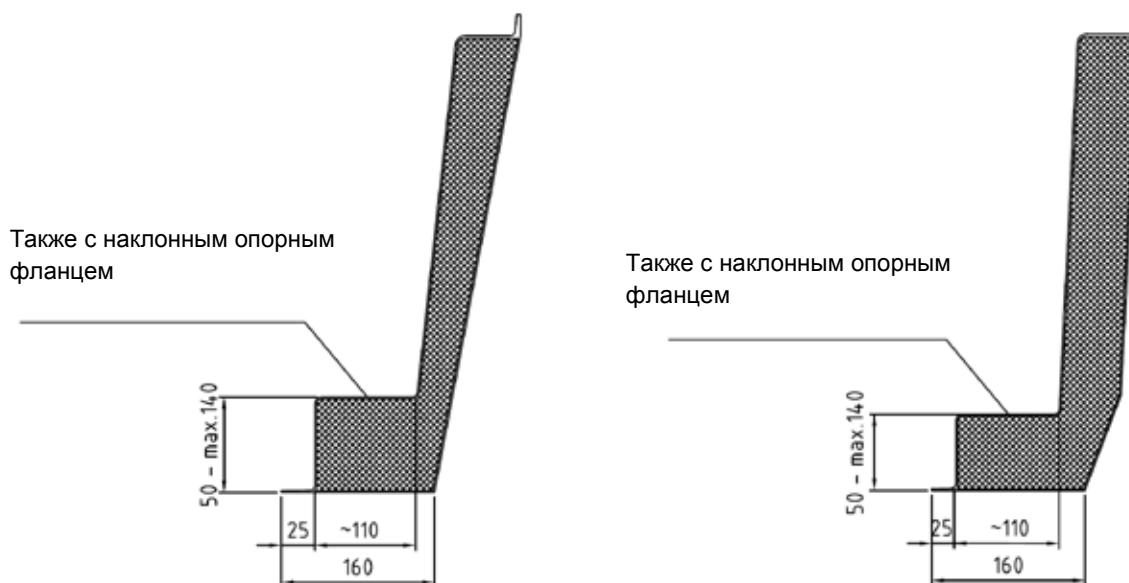 Также с наклонным опорным
фланцем
50 - max.140
25
~110
160
Также с наклонным опорным
фланцем
50 - max.140
25
~110
160